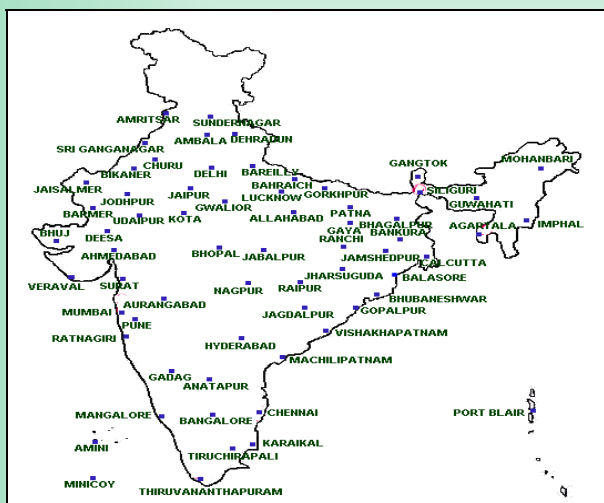 AMRITSAR
SUNDERNAGAR
AMBALA
DEHRADUN
SRI GANGANAGAR
CHURU
BIKANER
DELHI
BAREILLY
GANGTOK
MOHANBARI
JAISALMER
JODHPUR
JAIPUR
BAHRAICH
LUCKNOW
GORKHPUR
SILIGURI
GUWAHATI
BARMER
UDAIPUR
KOTA
GWALIOR
ALLAHABAD
PATNA
BHAGALPUR
AGARTALA
IMPHAL
BHUJ
DEESA
GAYA
BANKURA
RANCHI
AHMEDABAD
BHOPAL
JABALPUR
JAMSHEDPUR
CALCUTTA
VERAVAL
SURAT
NAGPUR
RAIPUR
JHARSUGUDA
BALASORE
AURANGABAD
BHUBANESHWAR
MUMBAI
PUNE
JAGDALPUR
GOPALPUR
RATNAGIRI
HYDERABAD
VISHAKHAPATNAM
MACHILIPATNAM
GADAG
ANATAPUR
MANGALORE
BANGALORE
CHENNAI
PORT BLAIR
AMINI
KARAIKAL
TIRUCHIRAPALI
MINICOY
THIRUVANANTHAPURAM